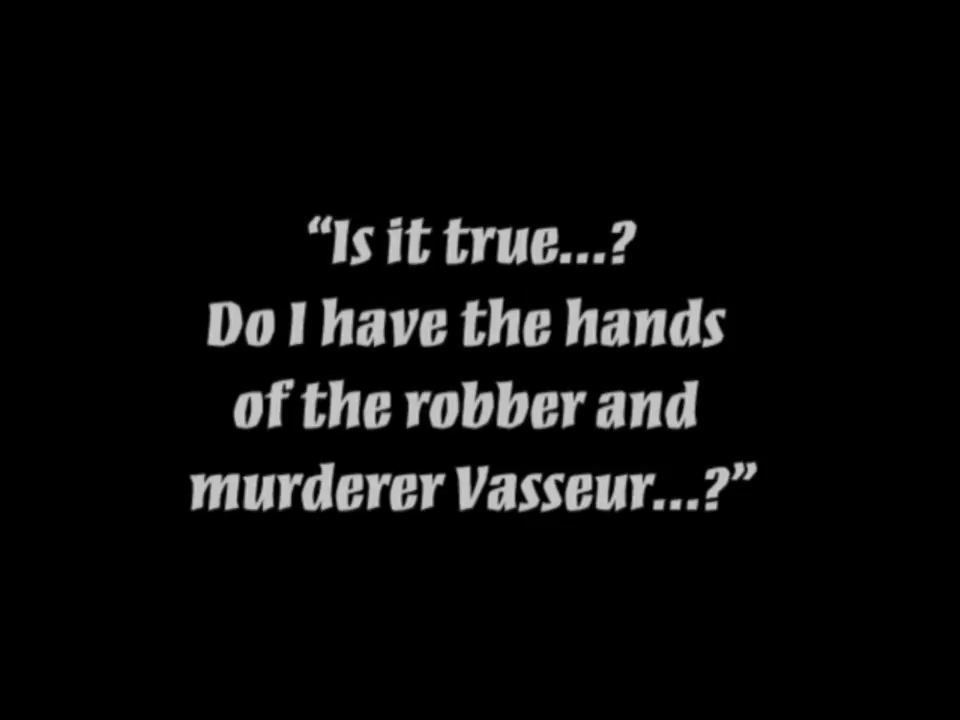 “Is it true...?
Do I have the hands
of the robber and
murderer Vasseur...?”